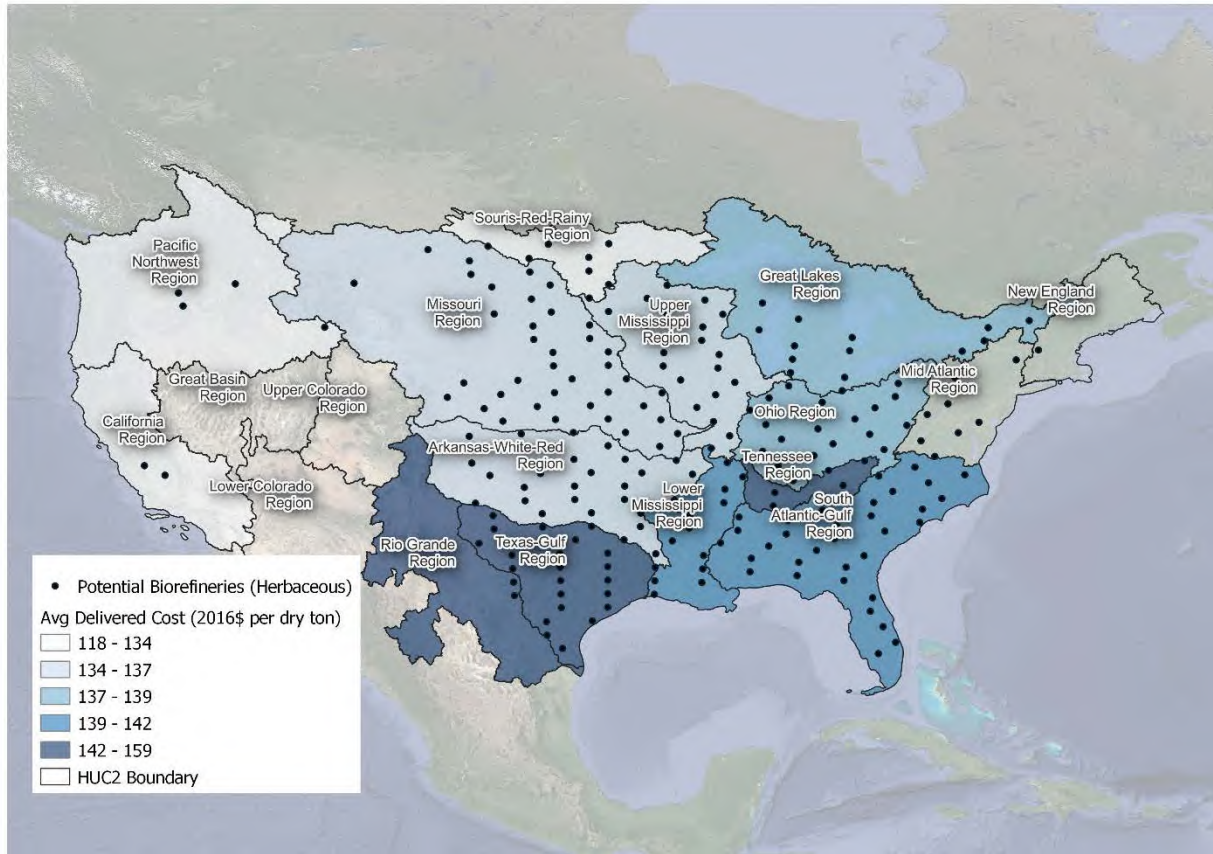 Souris-Red-Rainy
Region
Pacific
Northwest
Region
Great Lakes
Region
New England
Region
Missouri
Region
Upper
Mississippi
Region
Mid Atlantic
Region
Great Basin
Region
Upper Colorado
Region
Ohio Region
California
Region
Arkansas-White-Red
Region
Tennessee
Region
Lower Colorado
Region
Lower
Mississippi
Region
South
Atlantic-Gulf
Region
Rio Grande
Region
Texas-Gulf
Region
Potential Biorefineries (Herbaceous)
Avg Delivered Cost (2016$ per dry ton)
118 - 134
134 - 137
137 - 139
139 - 142
142 - 159
HUC2 Boundary